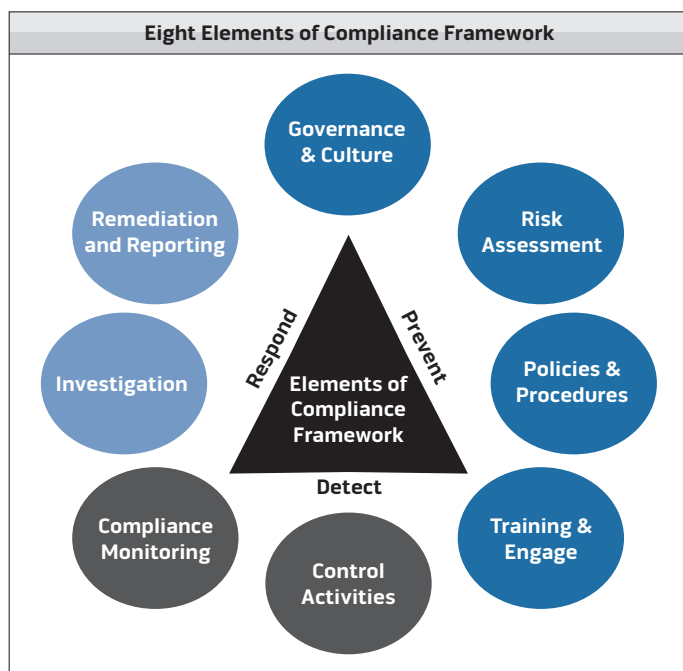 Eight Elements of Compliance Framework
Governance
& Culture
Risk
Assessment
Policies &
Procedures
Training &
Engage
Control
Activities
Compliance
Monitoring
Investigation
Remediation
and Reporting
Respond
Prevent
Elements of
Compliance
Framework
Detect